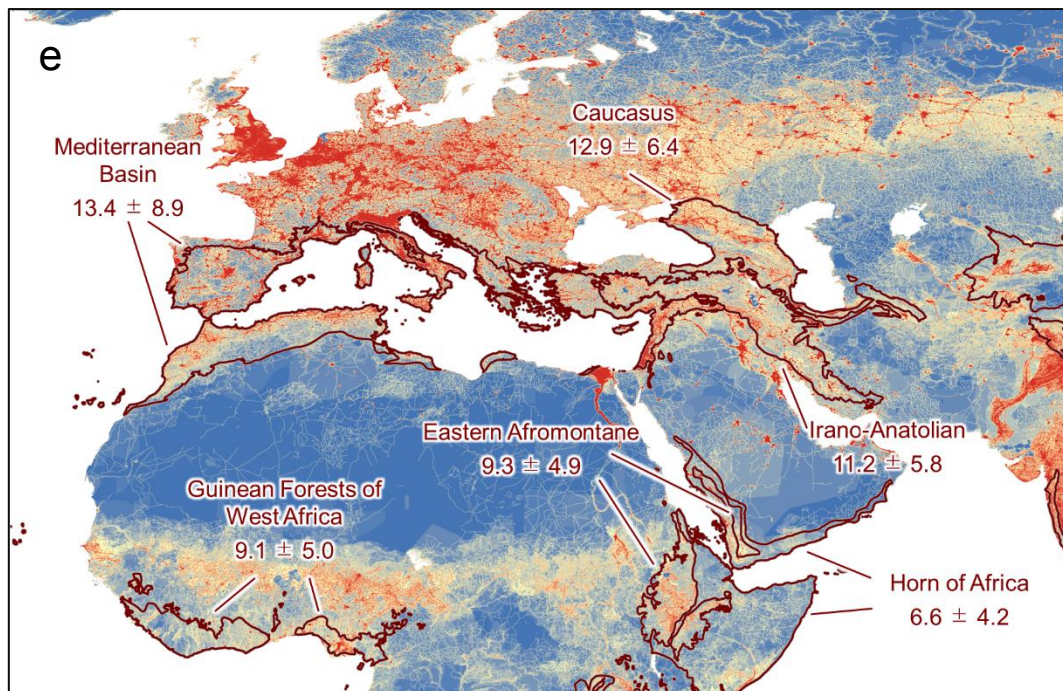 e
Caucasus
12.9 ± 6.4
Mediterranean
Basin
13.4 ± 8.9
Eastern Afromontane
9.3 ± 4.9
Irano-Anatolian
11.2 ± 5.8
Guinean Forests of
West Africa
9.1 ± 5.0
Horn of Africa
6.6 ± 4.2